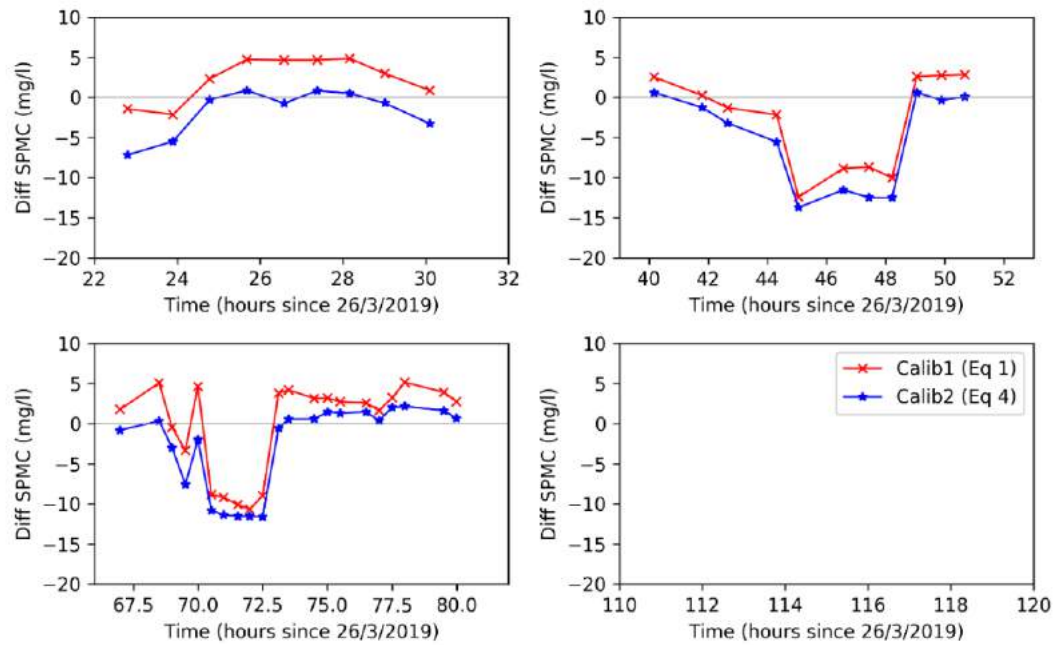 10
5
0
−5
−10
−15
−20
Diff SPMC (mg/l)
22 24 26 28 30 32
Time (hours since 26/3/2019)
10
5
0
−5
−10
−15
−20
Diff SPMC (mg/l)
40 42 44 46 48 50 52
Time (hours since 26/3/2019)
10
5
0
−5
−10
−15
−20
Diff SPMC (mg/l)
67.5 70.0 72.5 75.0 77.5 80.0
Time (hours since 26/3/2019)
10
5
0
−5
−10
−15
−20
Diff SPMC (mg/l)
Calib1 (Eq 1)
Calib2 (Eq 4)
110 112 114 116 118 120
Time (hours since 26/3/2019)